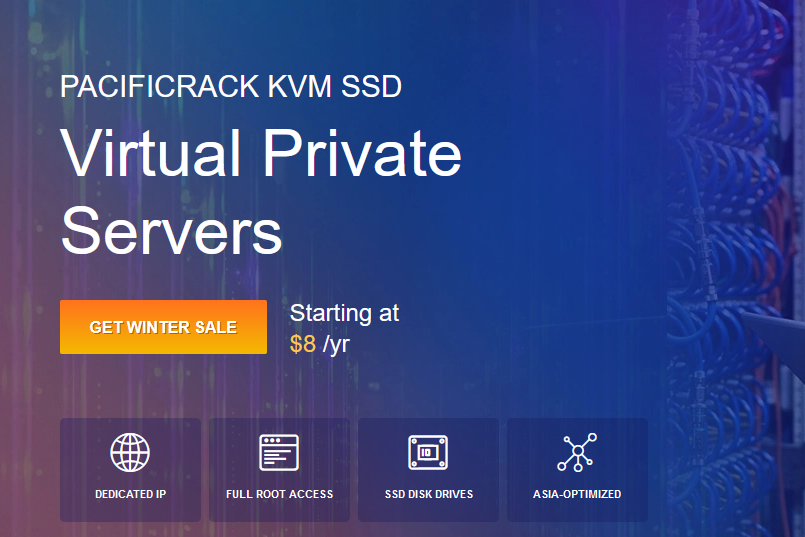 PACIFICRACK KVM SSD
Virtual Private
Servers
GET WINTER SALE
Starting at
$8 /yr
DEDICATED IP
FULL ROOT ACCESS
SSD DISK DRIVES
ASIA-OPTIMIZED